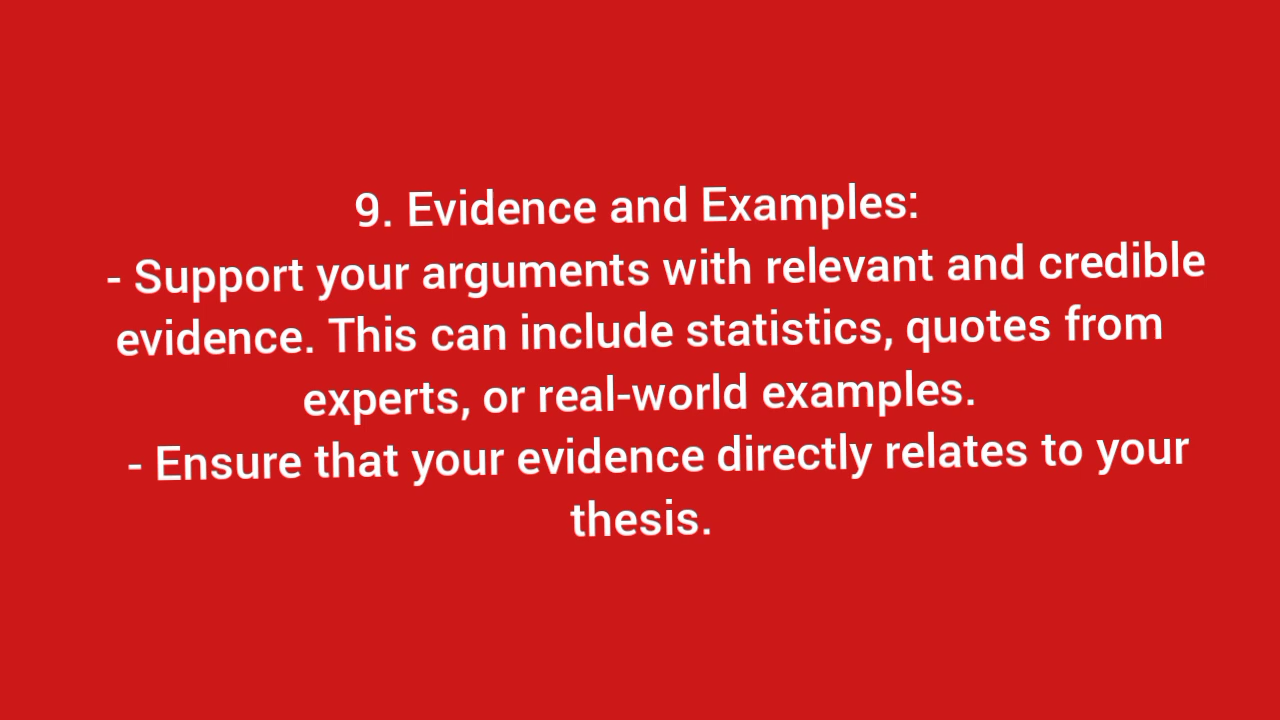 9. Evidence and Examples:
- Support your arguments with relevant and credible
evidence. This can include statistics, quotes from
experts, or real-world examples.
- Ensure that your evidence directly relates to your
thesis.